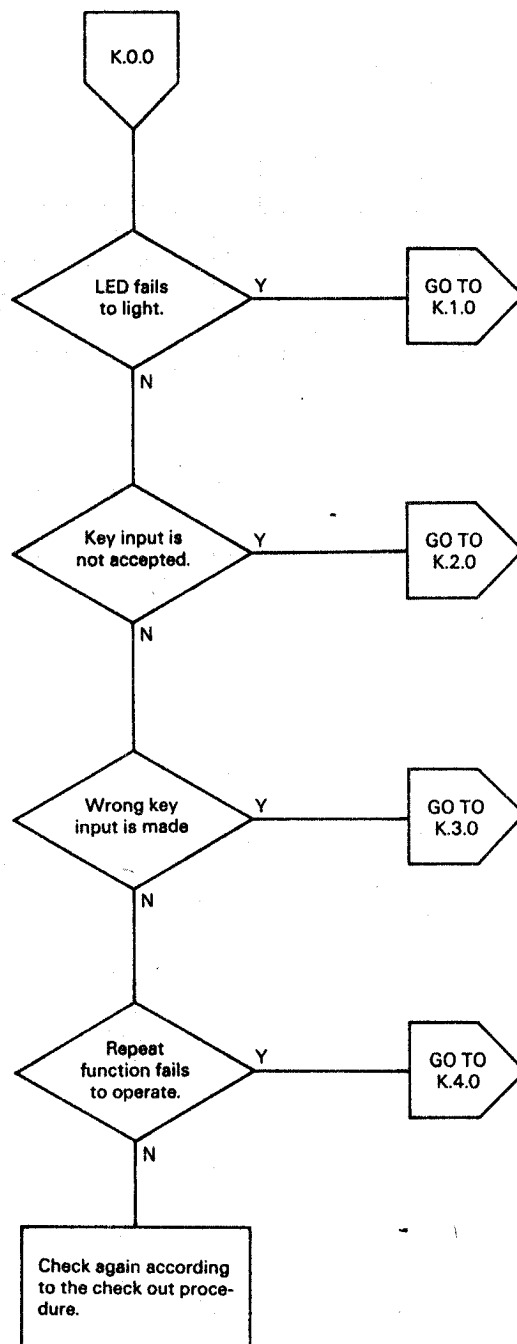 K.0.0
LED fails
to light.
Y
GO TO
K.1.0
N
Key input is
not accepted.
Y
GO TO
K.2.0
N
Wrong key
input is made
Y
GO TO
K.3.0
N
Repeat
function fails
to operate.
Y
GO TO
K.4.0
N
Check again according
to the check out proce-
dure.